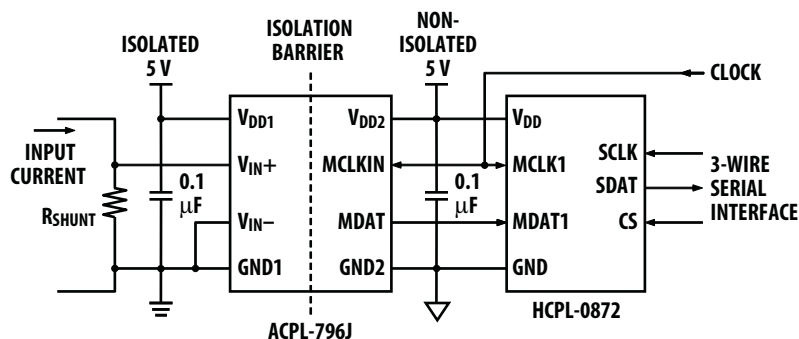 ISOLATED
5 V
ISOLATION
BARRIER
NON-
ISOLATED
5 V
CLOCK
INPUT
CURRENT
RSHUNT
0.1
μF
VDD1
VIN+
VIN−
GND1
VDD2
MCLKIN
MDAT
GND2
ACPL-796J
0.1
μF
VDD
MCLK1
MDAT1
GND
SCLK
SDAT
CS
HCPL-0872
3-WIRE
SERIAL
INTERFACE